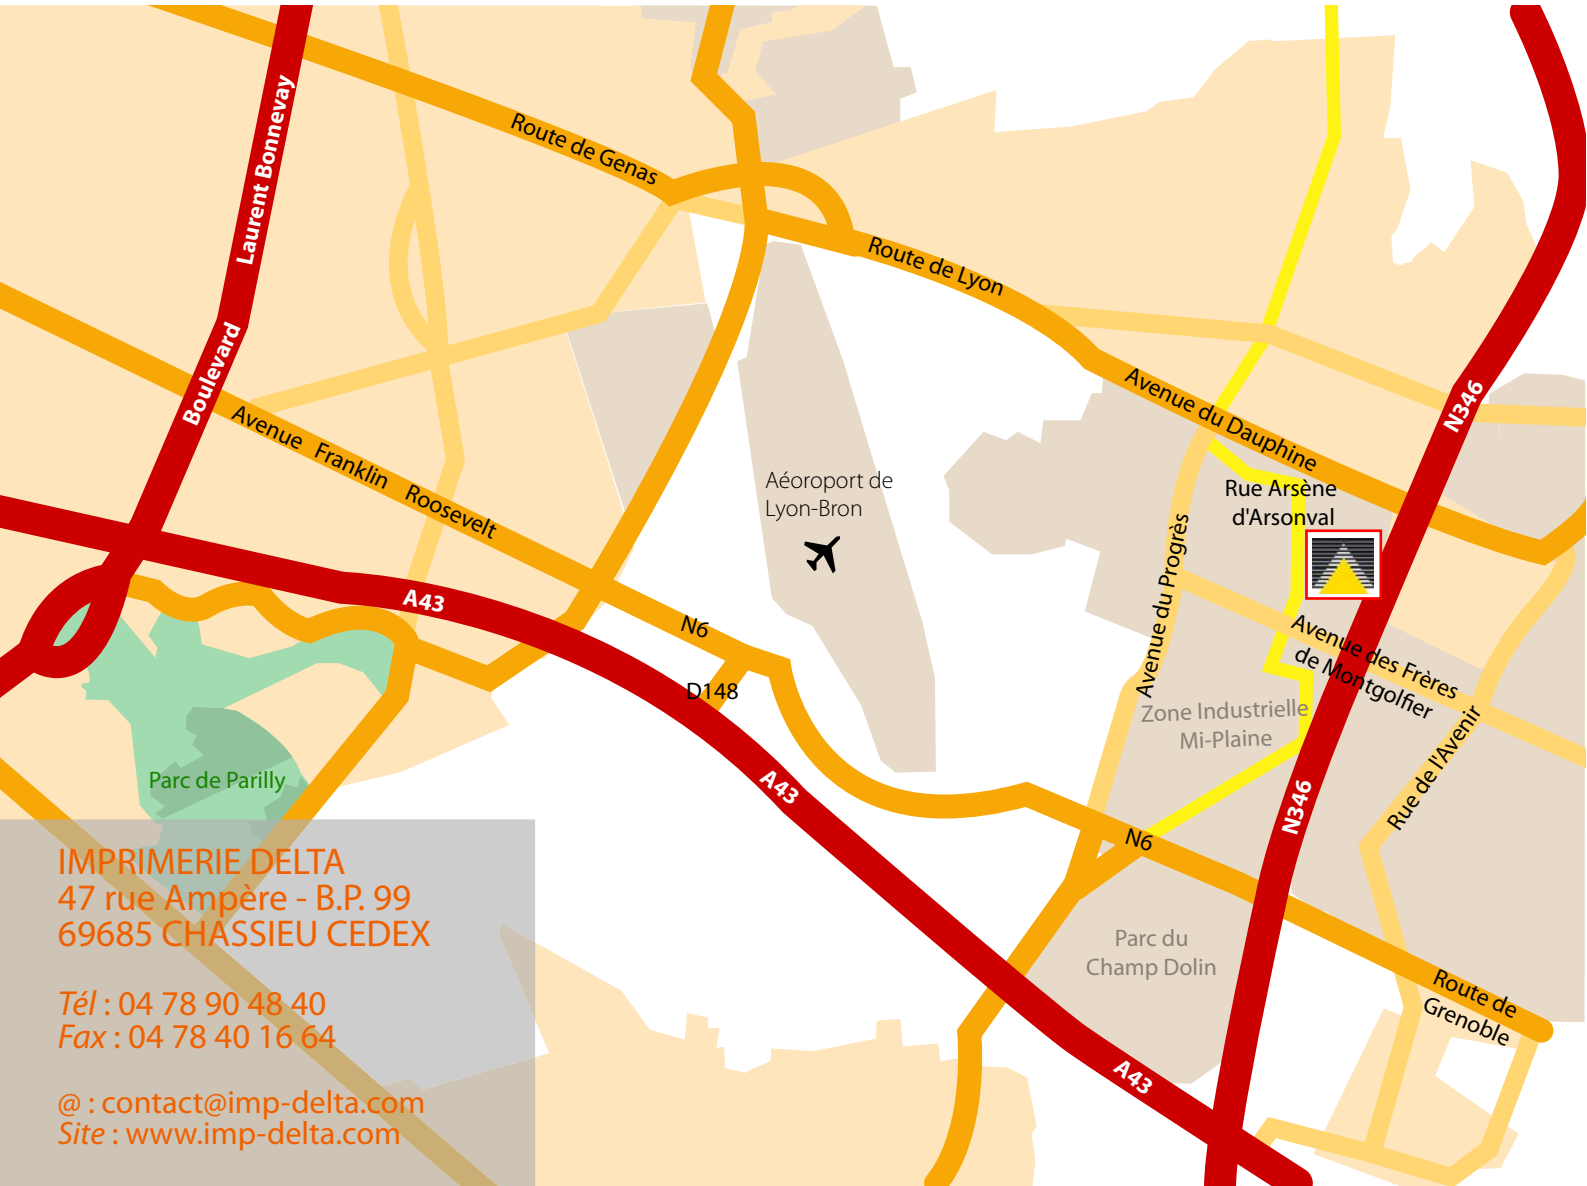 Laurent Bonnevay
Boulevard
Route de Genas
Route de Lyon
Avenue Franklin Roosevelt
Avenue du Dauphine
N346
Aéoroport de
Lyon-Bron
Rue Arsène
d'Arsonval
Avenue du Progrès
A43
N6
D148
Avenue des Frères
de Montgolfier
Zone Industrielle
Mi-Plaine
Rue de l'Avenir
Parc de Parilly
A43
N346
N6
Parc du
Champ Dolin
Route de
Grenoble
A43
IMPRIMERIE DELTA
47 rue Ampère - B.P. 99
69685 CHASSIEU CEDEX
Tél : 04 78 90 48 40
Fax : 04 78 40 16 64
@ : contact@imp-delta.com
Site : www.imp-delta.com